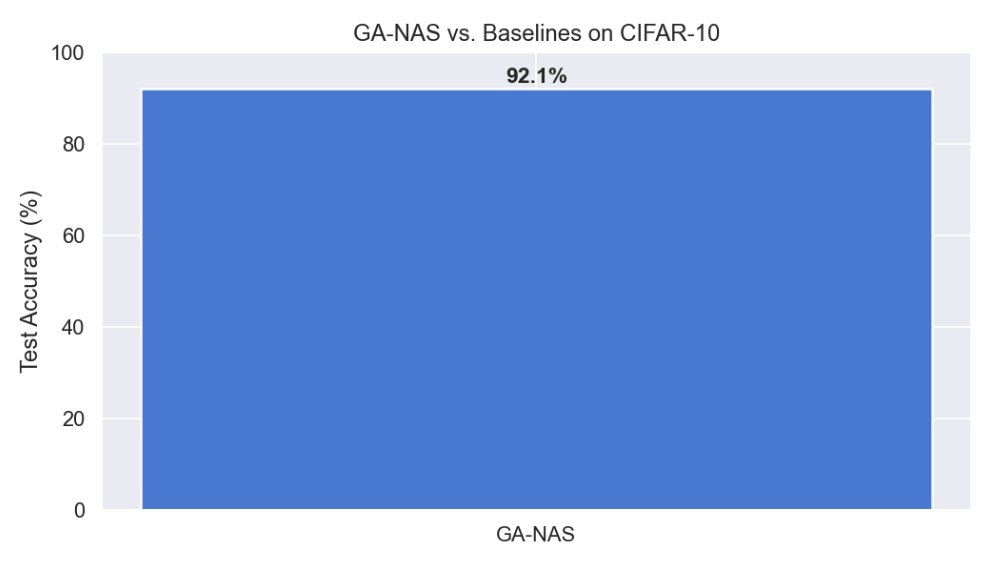 GA-NAS vs. Baselines on CIFAR-10
100
92.1%
80
60
40
20
0
Test Accuracy (%)
GA-NAS